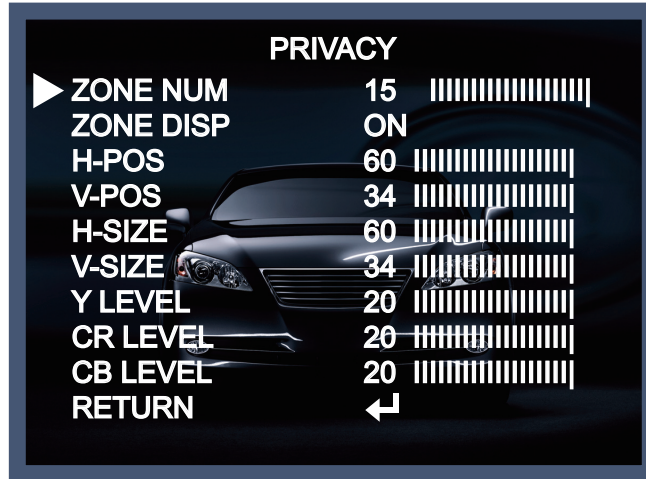 PRIVACY
ZONE NUM 15
ZONE DISP ON
H-POS 60
V-POS 34
H-SIZE 60
V-SIZE 34
Y LEVEL 20
CR LEVEL 20
CB LEVEL 20
RETURN